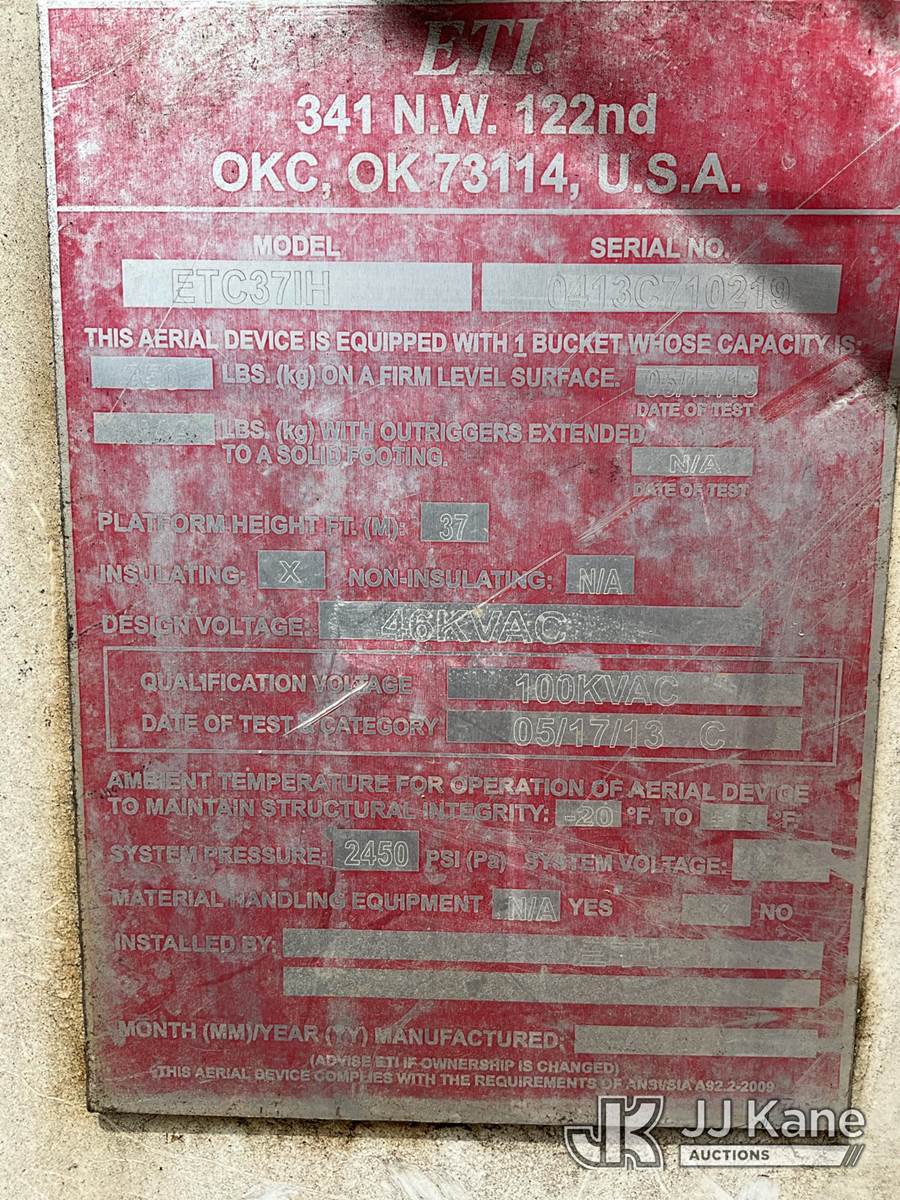 ETI®
341 N.W. 122nd
OKC, OK 73114, U.S.A.
MODEL SERIAL NO.
ETC37IH 0413C710219
THIS AERIAL DEVICE IS EQUIPPED WITH 1 BUCKET WHOSE CAPACITY IS:
350 LBS. (kg) ON A FIRM LEVEL SURFACE. 05/17/13
DATE OF TEST
LBS. (kg) WITH OUTRIGGERS EXTENDED
TO A SOLID FOOTING. N/A
DATE OF TEST
PLATFORM HEIGHT FT. (M): 37
INSULATING: X NON-INSULATING: N/A
DESIGN VOLTAGE: 46KVAC
QUALIFICATION VOLTAGE 100KVAC
DATE OF TEST & CATEGORY 05/17/13 C
AMBIENT TEMPERATURE FOR OPERATION OF AERIAL DEVICE
TO MAINTAIN STRUCTURAL INTEGRITY: -20 °F. TO °F.
SYSTEM PRESSURE: 2450 PSI (Pa) SYSTEM VOLTAGE:
MATERIAL HANDLING EQUIPMENT N/A YES X NO
INSTALLED BY: ETI
MONTH (MM)/YEAR (YY) MANUFACTURED:
(ADVISE ETI IF OWNERSHIP IS CHANGED)
THIS AERIAL DEVICE COMPLIES WITH THE REQUIREMENTS OF ANSI/SIA A92.2-2009
JK JJ Kane
AUCTIONS